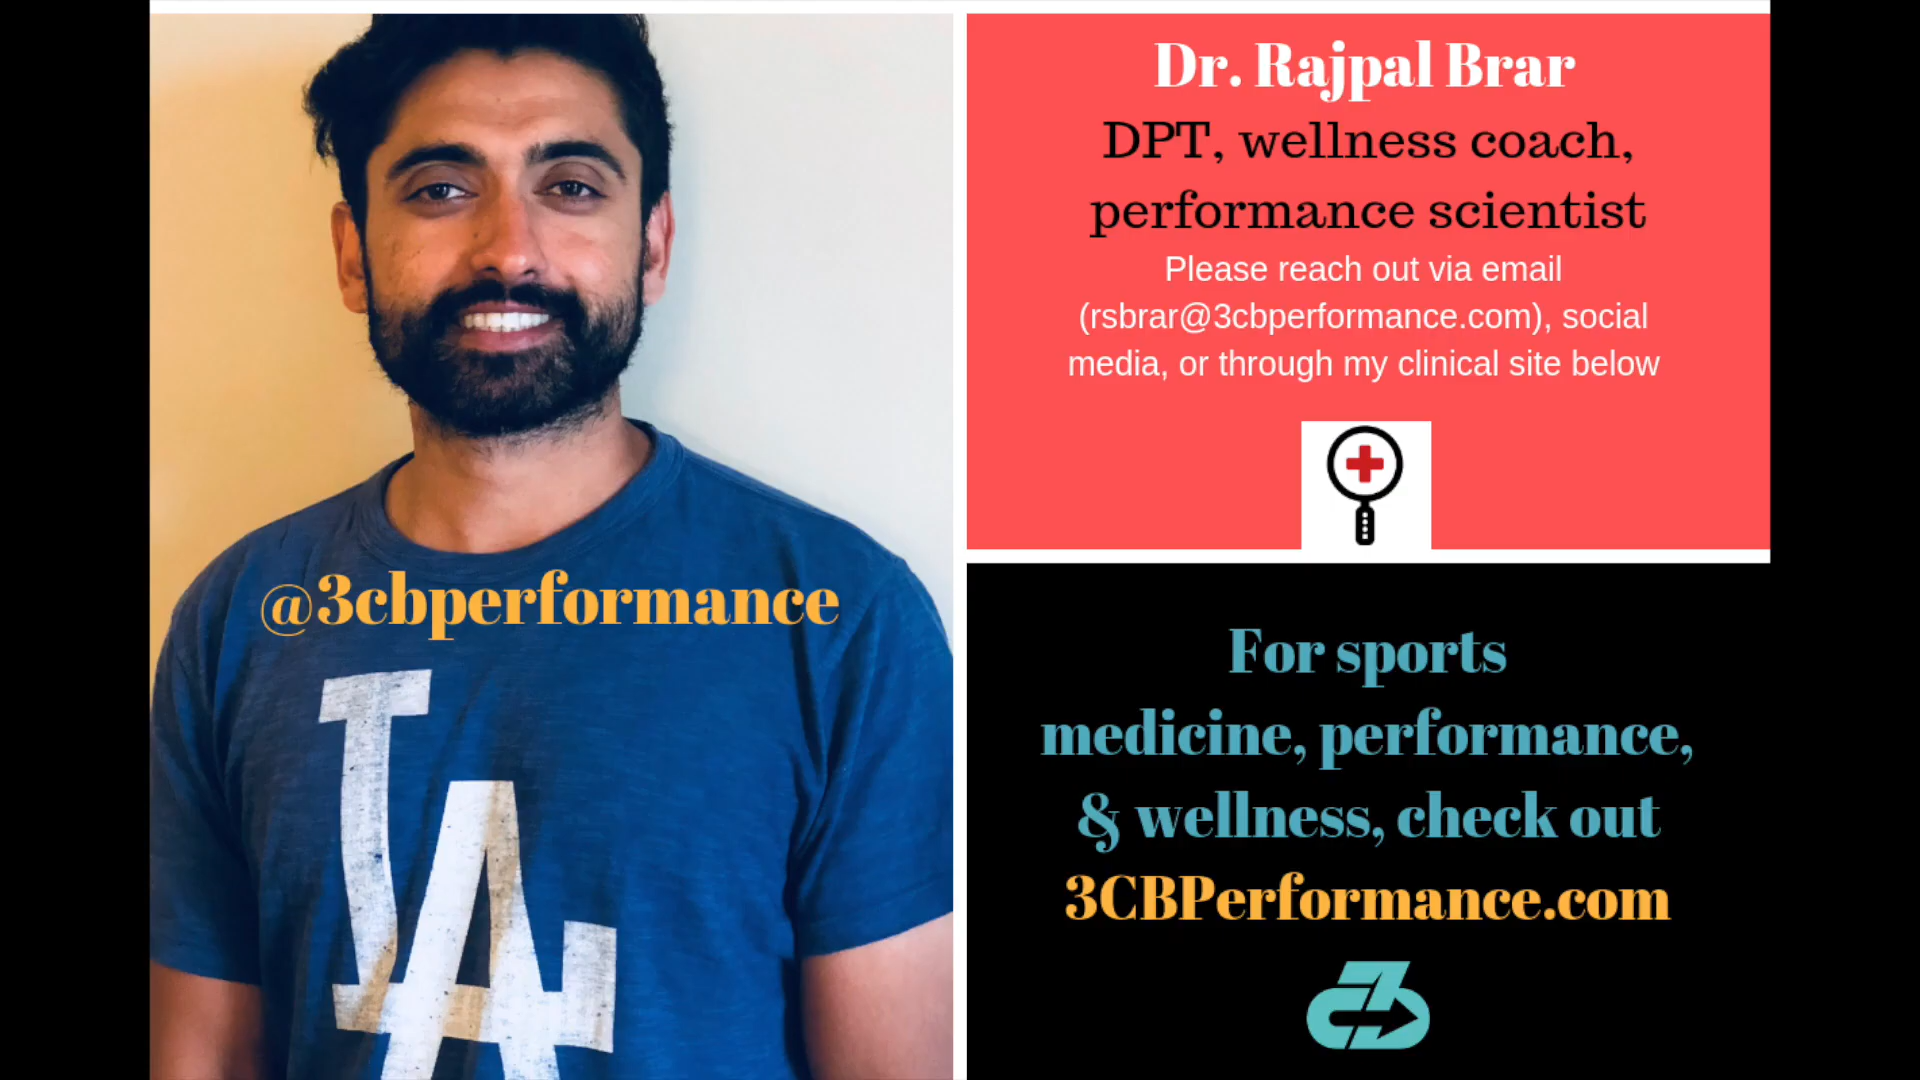 @3cbperformance
LA
Dr. Rajpal Brar
DPT, wellness coach,
performance scientist
Please reach out via email
(rsbrar@3cbperformance.com), social
media, or through my clinical site below
For sports
medicine, performance,
& wellness, check out
3CBPerformance.com
3CB